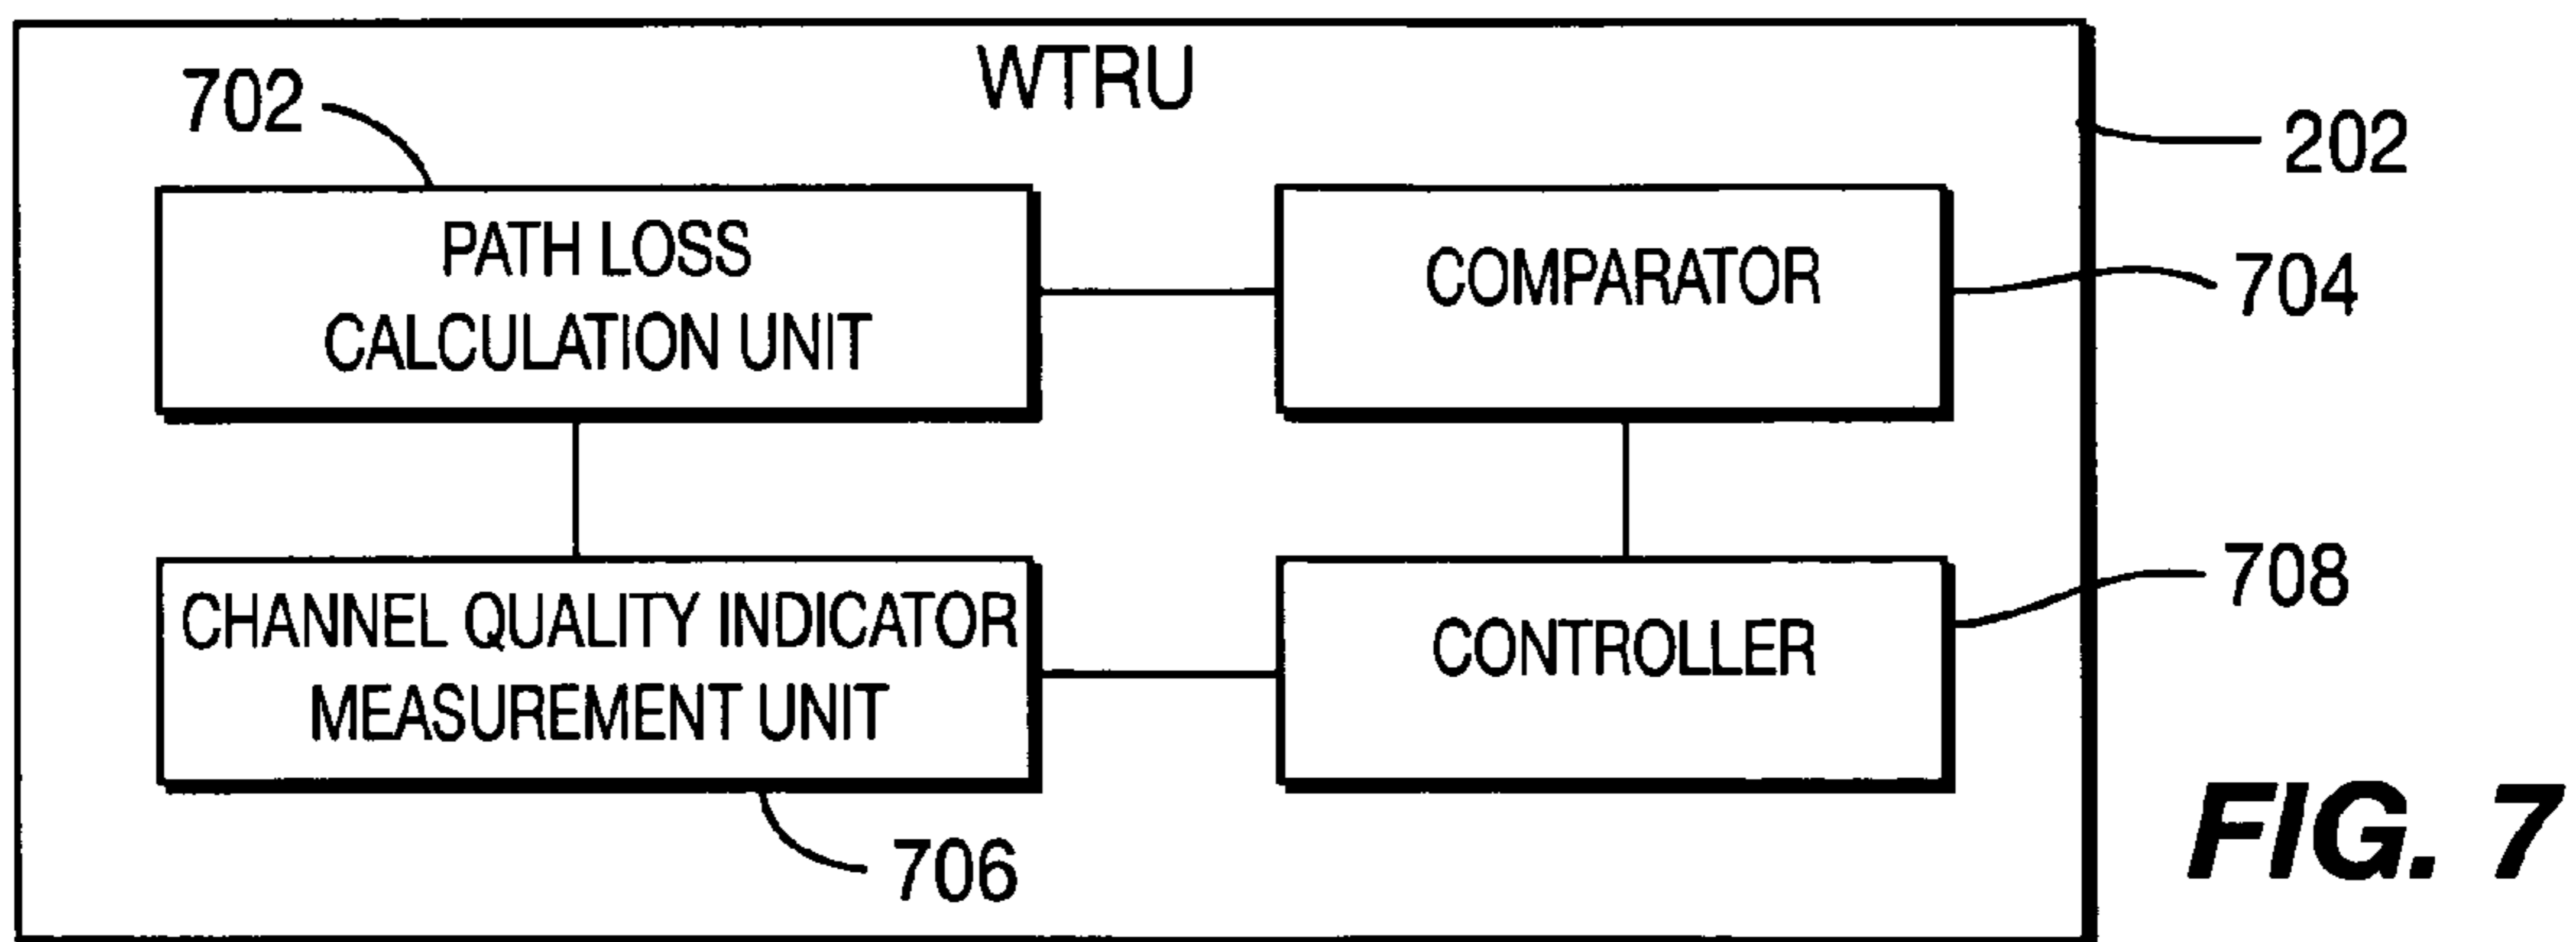 WTRU
702
202
PATH LOSS
CALCULATION UNIT
COMPARATOR
704
CHANNEL QUALITY INDICATOR
MEASUREMENT UNIT
CONTROLLER
708
706
FIG. 7